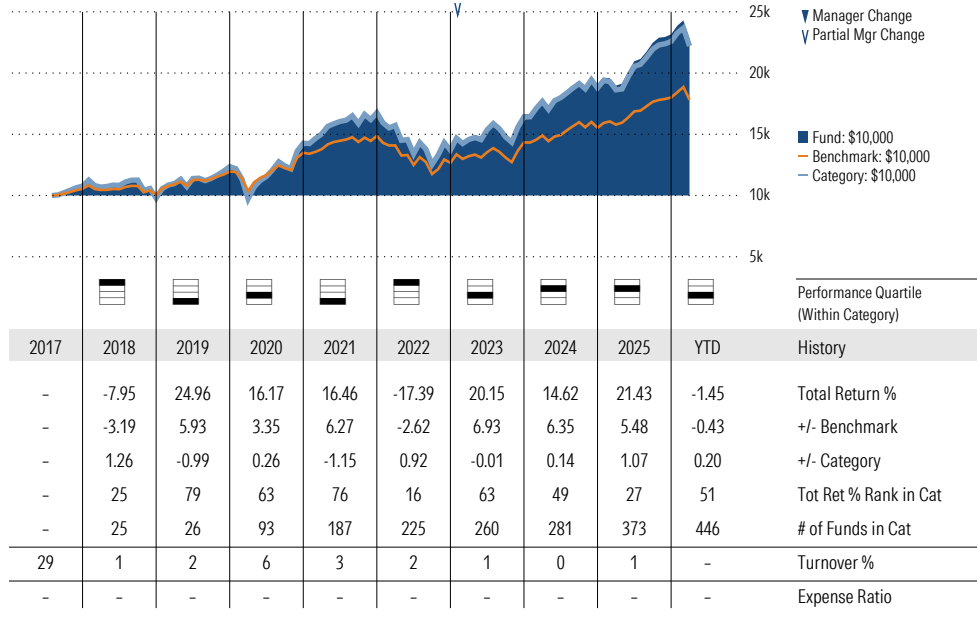 25k
20k
15k
10k
5k
Manager Change
Partial Mgr Change
Fund: $10,000
Benchmark: $10,000
Category: $10,000
Performance Quartile
(Within Category)
2017 2018 2019 2020 2021 2022 2023 2024 2025 YTD History
– -7.95 24.96 16.17 16.46 -17.39 20.15 14.62 21.43 -1.45 Total Return %
– -3.19 5.93 3.35 6.27 -2.62 6.93 6.35 5.48 -0.43 +/- Benchmark
– 1.26 -0.99 0.26 -1.15 0.92 -0.01 0.14 1.07 0.20 +/- Category
– 25 79 63 76 16 63 49 27 51 Tot Ret % Rank in Cat
– 25 26 93 187 225 260 281 373 446 # of Funds in Cat
29 1 2 6 3 2 1 0 1 – Turnover %
– – – – – – – – – – Expense Ratio